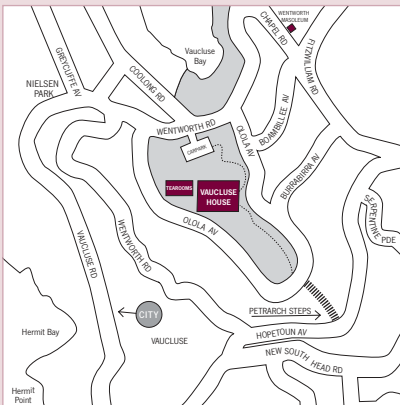 WENTWORTH
MASOLEUM
CHAPEL RD
FITZWILLIAM RD
GREYCLIFFE AV
Vaucluse
Bay
COOLONG RD
NIELSEN
PARK
WENTWORTH RD
OLOLA AV
BOAMBILLEE AV
CARPARK
BURRABIRRA AV
TEAROOMS
VAUCLUSE
HOUSE
SERPENTINE
PDE
OLOLA AV
WENTWORTH RD
VAUCLUSE RD
PETRARCH STEPS
CITY
Hermit Bay
VAUCLUSE
HOPETOUN AV
NEW SOUTH HEAD RD
Hermit
Point